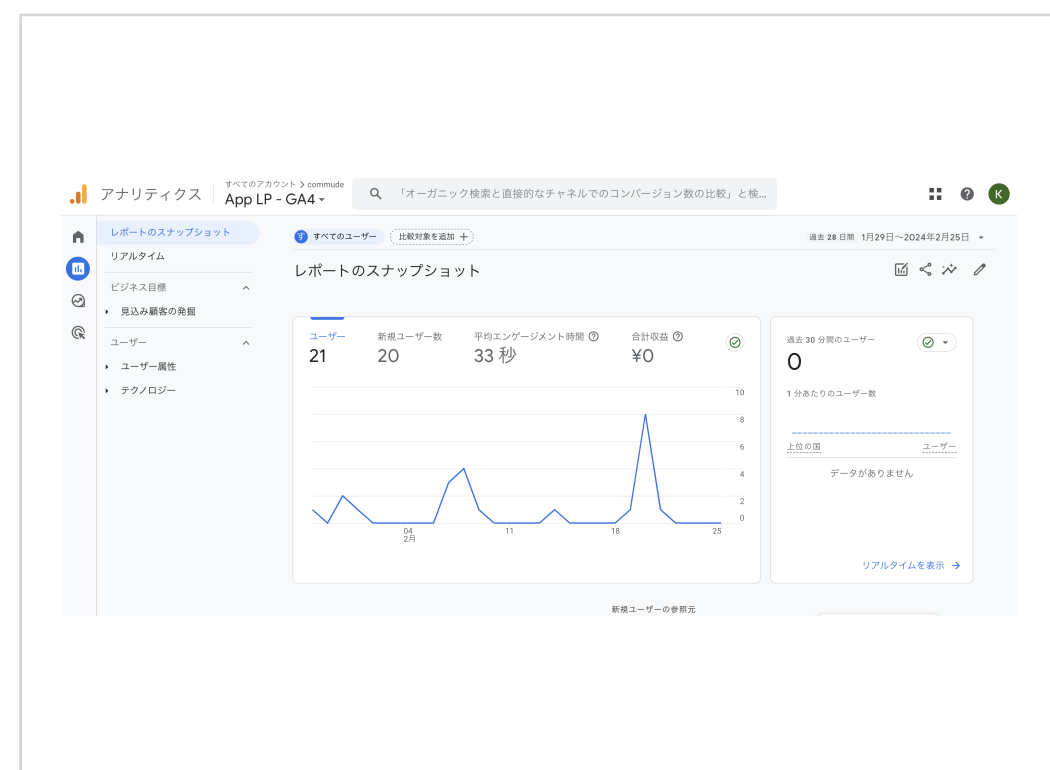 アナリティクス
すべてのアカウント > commude
App LP - GA4
「オーガニック検索と直接的なチャネルでのコンバージョン数の比較」と検...
K
レポートのスナップショット
リアルタイム
ビジネス目標
見込み顧客の発掘
ユーザー
ユーザー属性
テクノロジー
す すべてのユーザー
比較対象を追加 +
過去 28 日間 1月29日～2024年2月25日
レポートのスナップショット
ユーザー
21
新規ユーザー数
20
平均エンゲージメント時間
33 秒
合計収益
¥0
10
8
6
4
2
0
04
2月
11
18
25
過去 30 分間のユーザー
0
1 分あたりのユーザー数
上位の国 ユーザー
データがありません
リアルタイムを表示 →
新規ユーザーの参照元